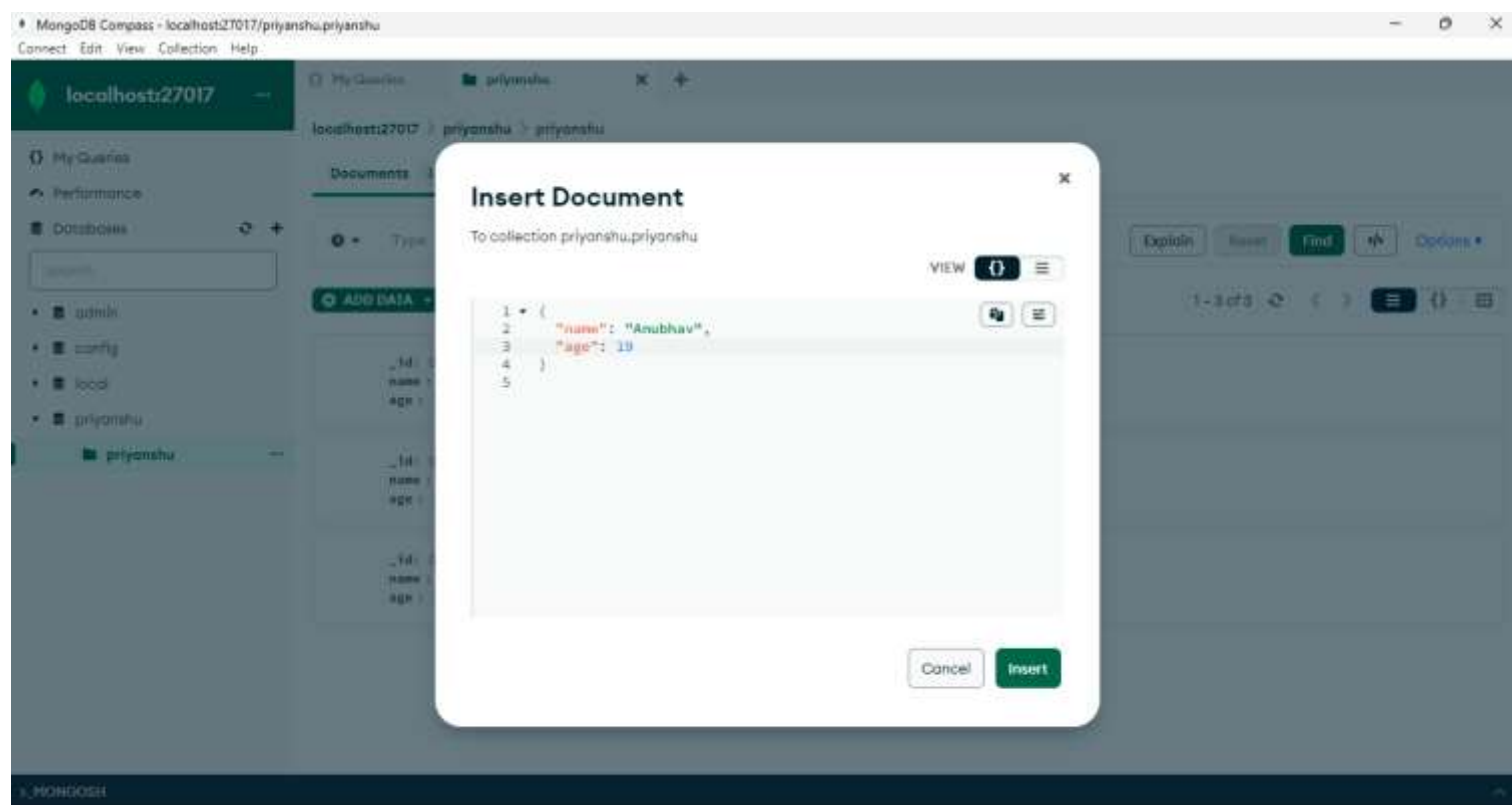 MongoDB Compass - localhost:27017/priyanshu.priyanshu
Connect Edit View Collection Help
localhost:27017 ...
My Queries
priyanshu
localhost:27017 > priyanshu > priyanshu
{} My Queries
Performance
Databases
Search
admin
config
local
priyanshu
priyanshu ...
Documents
Type
Explain Reset Find </> Options
ADD DATA
1-3 of 3
_id:
name :
age :
_id:
name :
age :
_id:
name :
age :
Insert Document
To collection priyanshu.priyanshu
VIEW {}
1 {
2 "name": "Anubhav",
3 "age": 19
4 }
5
Cancel Insert
>_MONGOSH